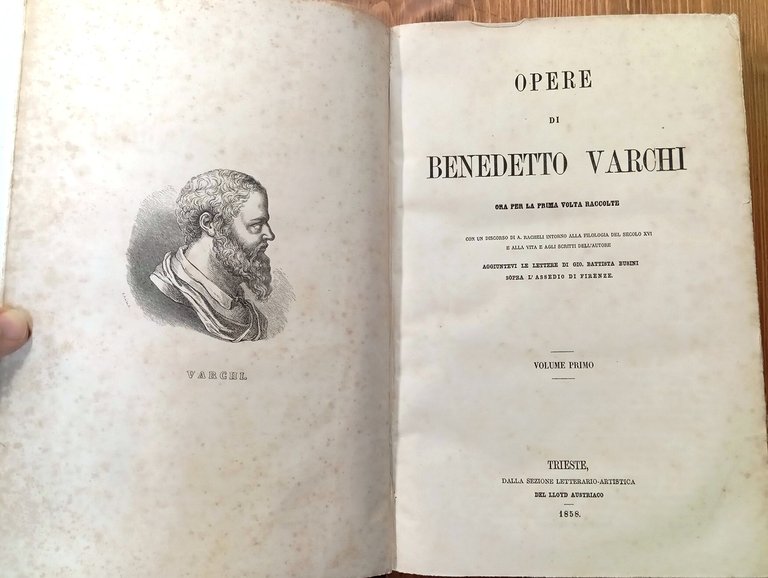 VARCHI.
OPERE
DI
BENEDETTO VARCHI
ORA PER LA PRIMA VOLTA RACCOLTE
CON UN DISCORSO DI A. RACHELI INTORNO ALLA FILOLOGIA DEL SECOLO XVI
E ALLA VITA E AGLI SCRITTI DELL'AUTORE
AGGIUNTEVI LE LETTERE DI GIO. BATTISTA BUSINI
SOPRA L'ASSEDIO DI FIRENZE.
VOLUME PRIMO
TRIESTE,
DALLA SEZIONE LETTERARIO-ARTISTICA
DEL LLOYD AUSTRIACO
1858.